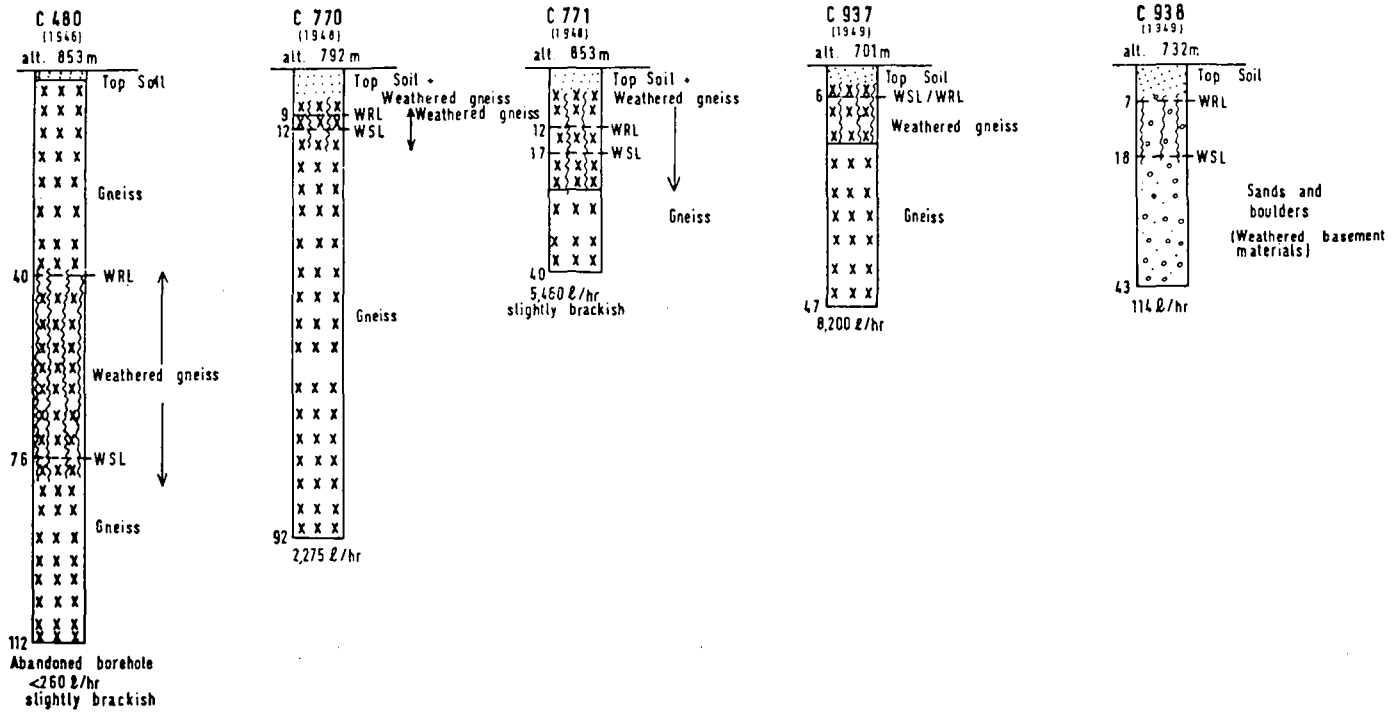 C 480
(1946)
alt. 853m
Top Soil
Gneiss
40
WRL
Weathered gneiss
76
WSL
Gneiss
112
Abandoned borehole
<260 ℓ/hr
slightly brackish
C 770
(1948)
alt. 792m
Top Soil +
Weathered gneiss
9
WRL
Weathered gneiss
12
WSL
Gneiss
92
2,275 ℓ/hr
C 771
(1948)
alt. 853m
Top Soil +
Weathered gneiss
12
WRL
17
WSL
Gneiss
40
5,460 ℓ/hr
slightly brackish
C 937
(1949)
alt. 701m
Top Soil
6
WSL/WRL
Weathered gneiss
Gneiss
47
8,200 ℓ/hr
C 938
(1949)
alt. 732m
Top Soil
7
WRL
18
WSL
Sands and
boulders
(Weathered basement
materials)
43
114 ℓ/hr